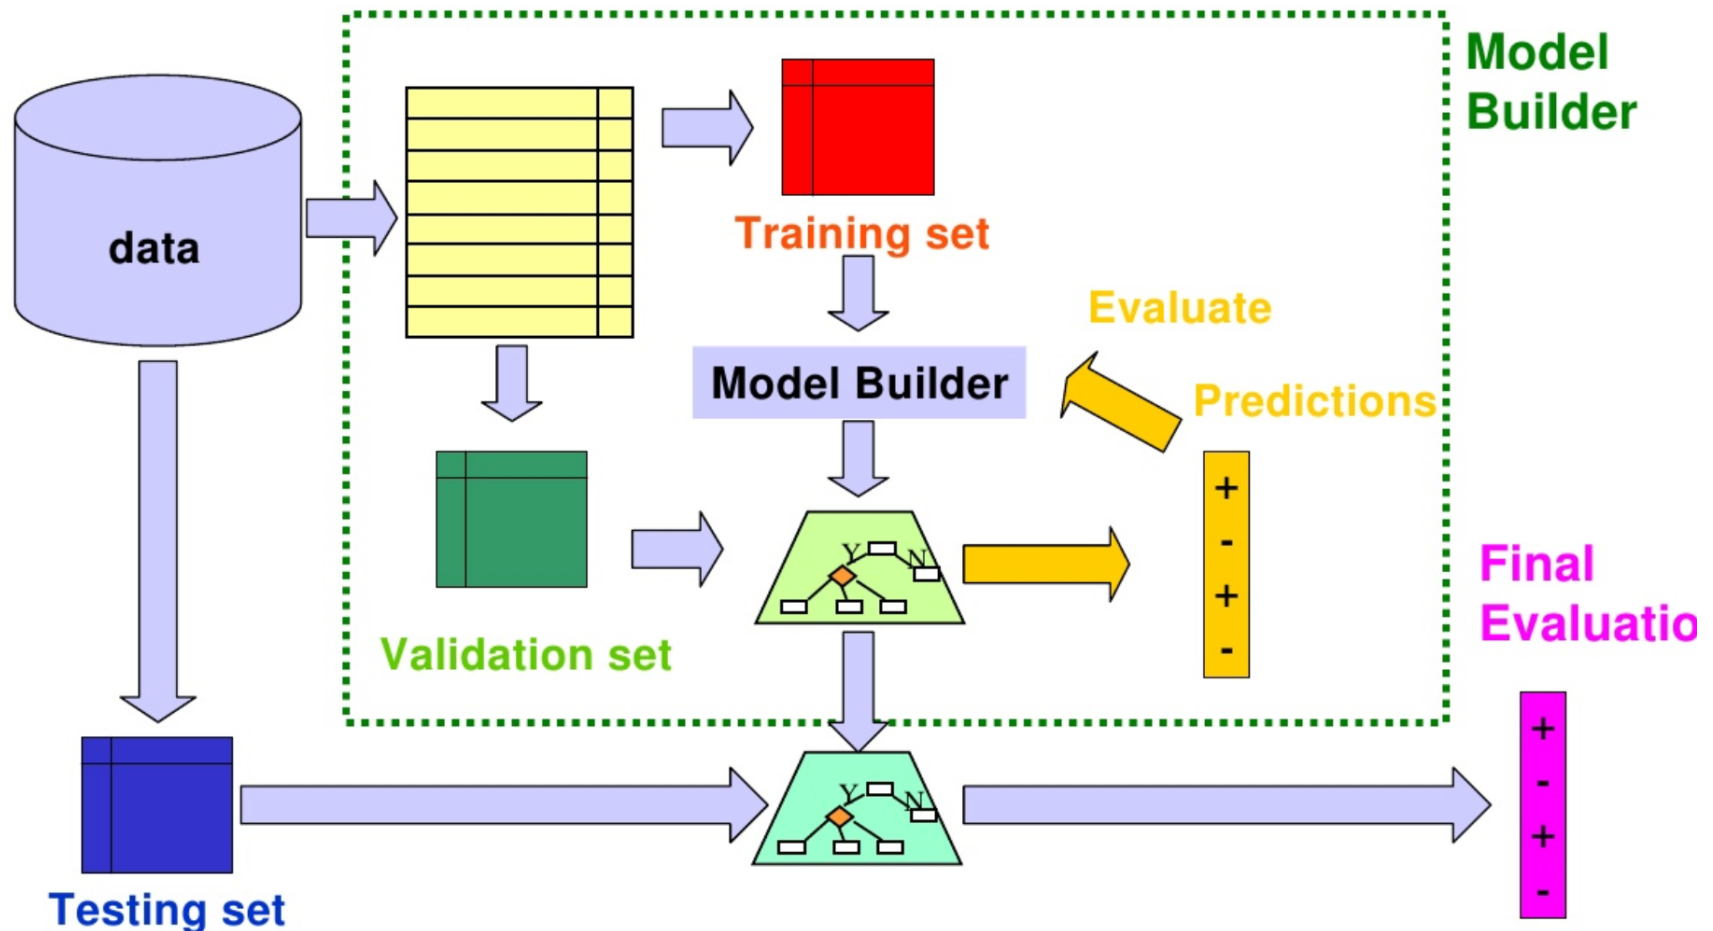 Model
Builder
data
Training set
Evaluate
Model Builder
Predictions
+
-
+
-
Y
N
Validation set
Final
Evaluatio
Y
N
+
-
+
-
Testing set